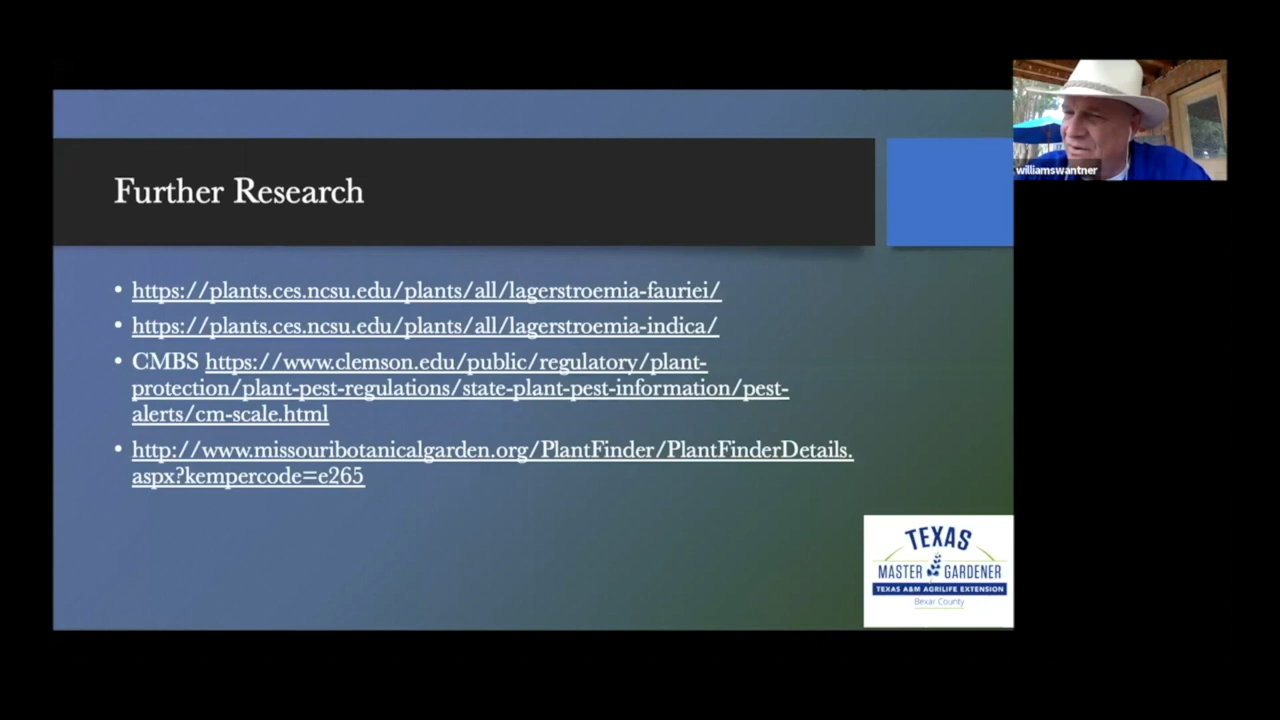 williamswantner
Further Research
https://plants.ces.ncsu.edu/plants/all/lagerstroemia-fauriei/
https://plants.ces.ncsu.edu/plants/all/lagerstroemia-indica/
CMBS https://www.clemson.edu/public/regulatory/plant-
protection/plant-pest-regulations/state-plant-pest-information/pest-
alerts/cm-scale.html
http://www.missouribotanicalgarden.org/PlantFinder/PlantFinderDetails.
aspx?kempercode=e265
TEXAS
MASTER GARDENER
TEXAS A&M AGRILIFE EXTENSION
Bexar County